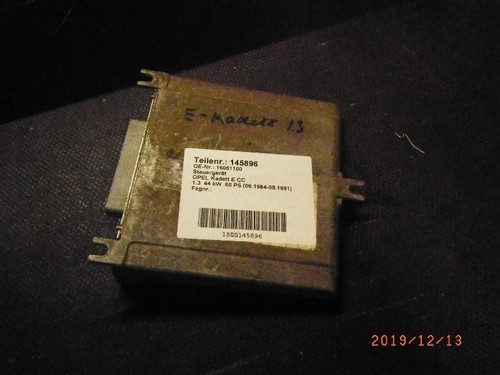 E-Kadett 13
Teilenr.: 145896
OE-Nr.: 16061100
Steuergerät
OPEL Kadett E CC
1.3 44 kW 60 PS (09.1984-08.1991)
Fzgnr.:
1800145896
2019/12/13